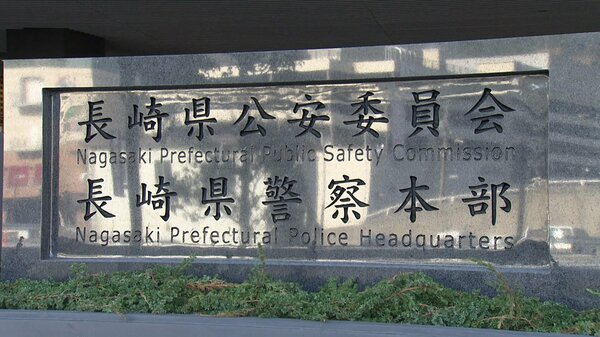 長崎県公安委員会
Nagasaki Prefectural Public Safety Commission
長崎県警察本部
Nagasaki Prefectural Police Headquarters